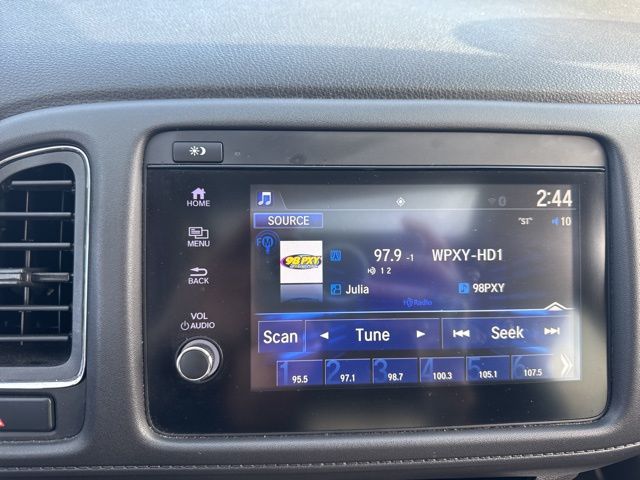 HOME
MENU
BACK
VOL
AUDIO
2:44
SOURCE
"ST"
10
FM
98PXY
97.9 -1
WPXY-HD1
1 2
Julia
98PXY
HD Radio
Scan
Tune
Seek
1 95.5
2 97.1
3 98.7
4 100.3
5 105.1
6 107.5